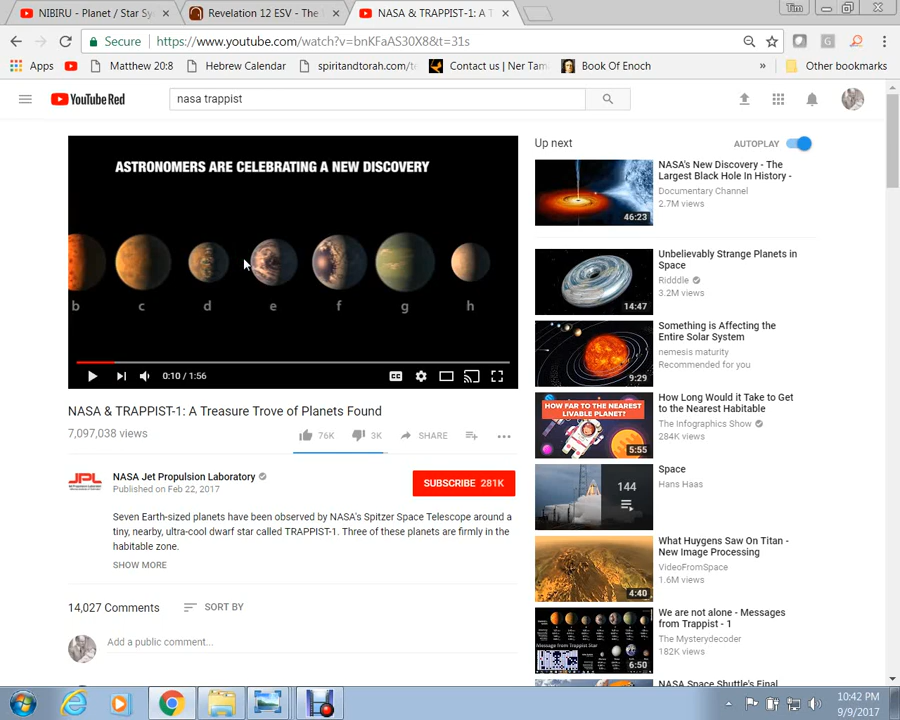 NIBIRU - Planet / Star Sy
Revelation 12 ESV - The
NASA & TRAPPIST-1: A T
Tim
Secure
https://www.youtube.com/watch?v=bnKFaAS30X8&t=31s
Apps
Matthew 20:8
Hebrew Calendar
spiritandtorah.com/te
Contact us | Ner Tam
Book Of Enoch
»
Other bookmarks
YouTube Red
nasa trappist
ASTRONOMERS ARE CELEBRATING A NEW DISCOVERY
b c d e f g h
0:10 / 1:56
CC
NASA & TRAPPIST-1: A Treasure Trove of Planets Found
7,097,038 views
76K
3K
SHARE
JPL
NASA Jet Propulsion Laboratory
Published on Feb 22, 2017
SUBSCRIBE 281K
Seven Earth-sized planets have been observed by NASA's Spitzer Space Telescope around a
tiny, nearby, ultra-cool dwarf star called TRAPPIST-1. Three of these planets are firmly in the
habitable zone.
SHOW MORE
14,027 Comments
SORT BY
Add a public comment...
Up next
AUTOPLAY
46:23
NASA's New Discovery - The
Largest Black Hole In History -
Documentary Channel
2.7M views
14:47
Unbelievably Strange Planets in
Space
Ridddle
3.2M views
9:29
Something is Affecting the
Entire Solar System
nemesis maturity
Recommended for you
HOW FAR TO THE NEAREST
LIVABLE PLANET?
5:55
How Long Would it Take to Get
to the Nearest Habitable
The Infographics Show
284K views
144
Space
Hans Haas
4:40
What Huygens Saw On Titan -
New Image Processing
VideoFromSpace
1.6M views
Message from Trappist Star
6:50
We are not alone - Messages
from Trappist - 1
The Mysterydecoder
182K views
NASA Space Shuttle's Final
10:42 PM
9/9/2017